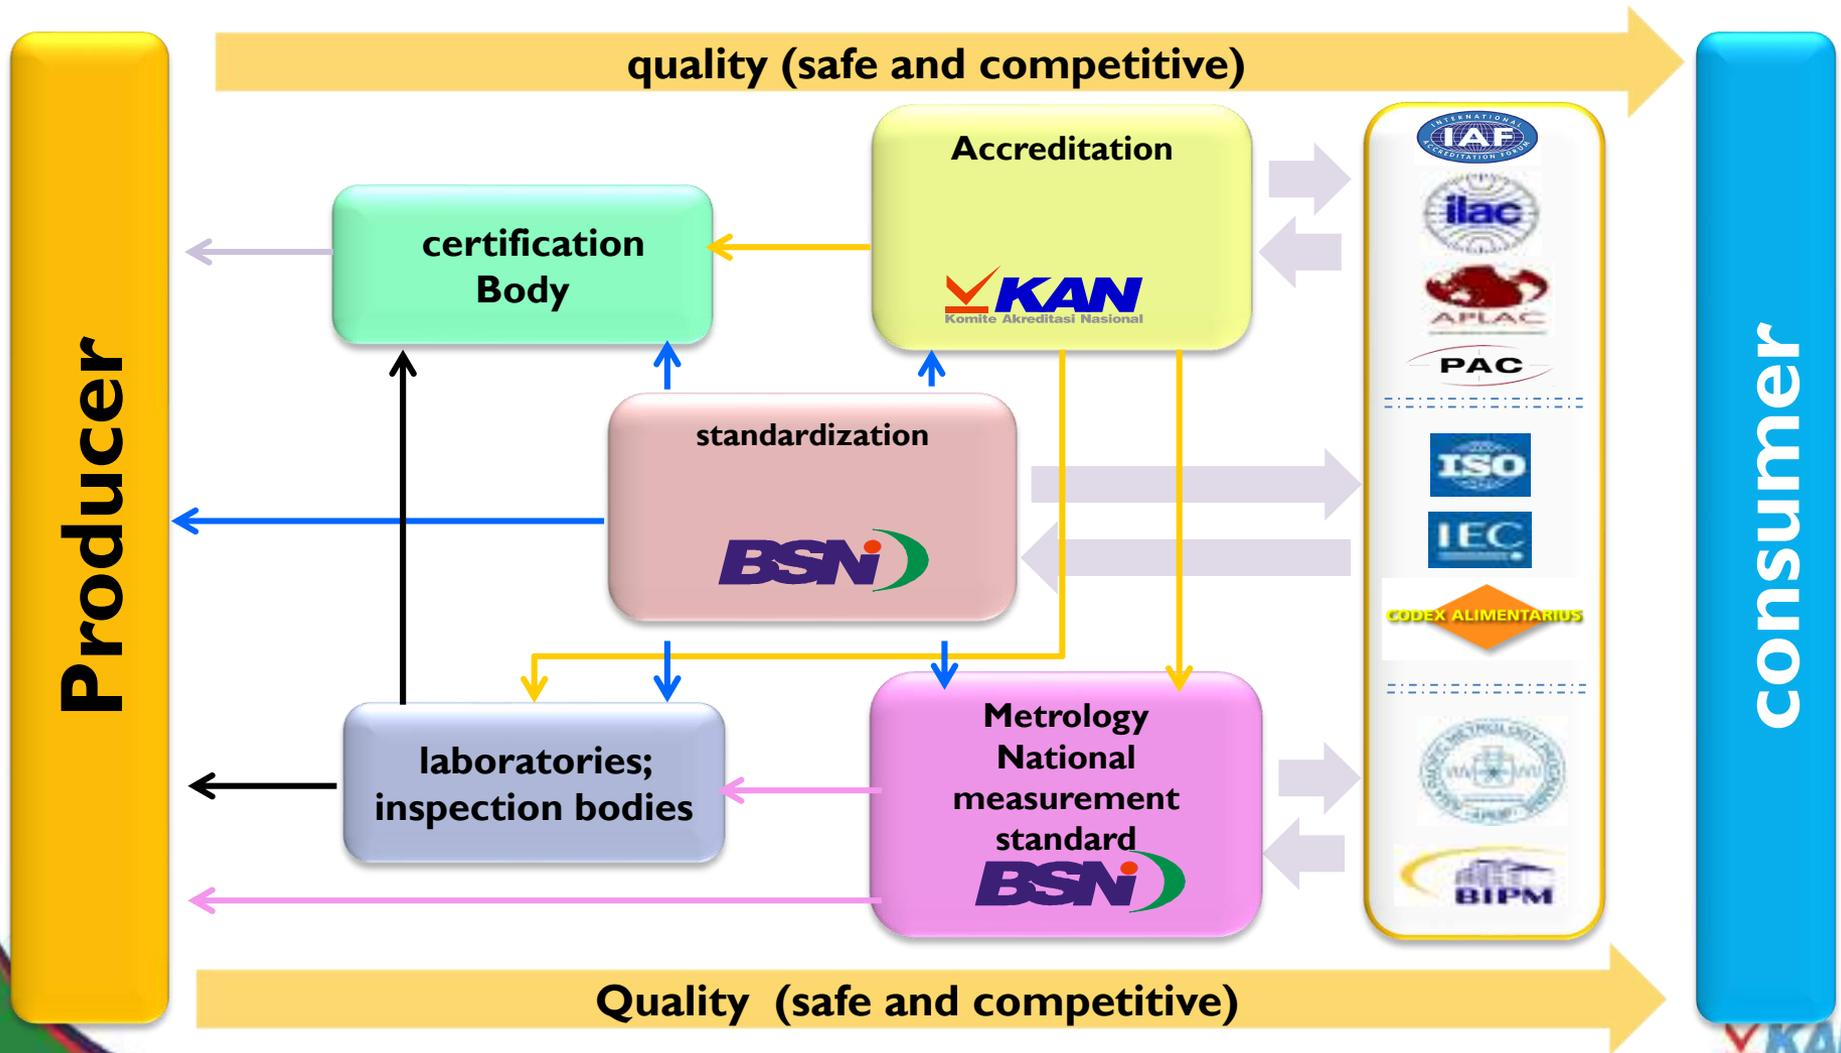 quality (safe and competitive)
Producer
consumer
Accreditation
KAN
Komite Akreditasi Nasional
certification
Body
standardization
BSN
laboratories;
inspection bodies
Metrology
National
measurement
standard
BSN
INTERNATIONAL
IAF
ACCREDITATION FORUM
ilac
APLAC
PAC
ISO
IEC
CODEX ALIMENTARIUS
BIPM
Quality (safe and competitive)